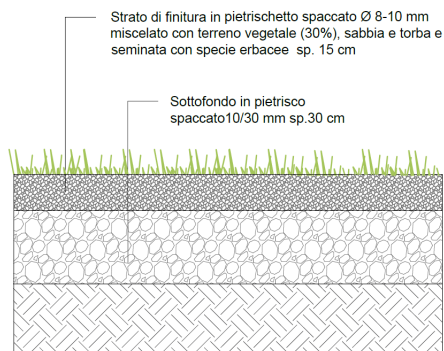 Strato di finitura in pietrischetto spaccato Ø 8-10 mm
miscelato con terreno vegetale (30%), sabbia e torba e
seminata con specie erbacee  sp. 15 cm
Sottofondo in pietrisco
spaccato10/30 mm sp.30 cm